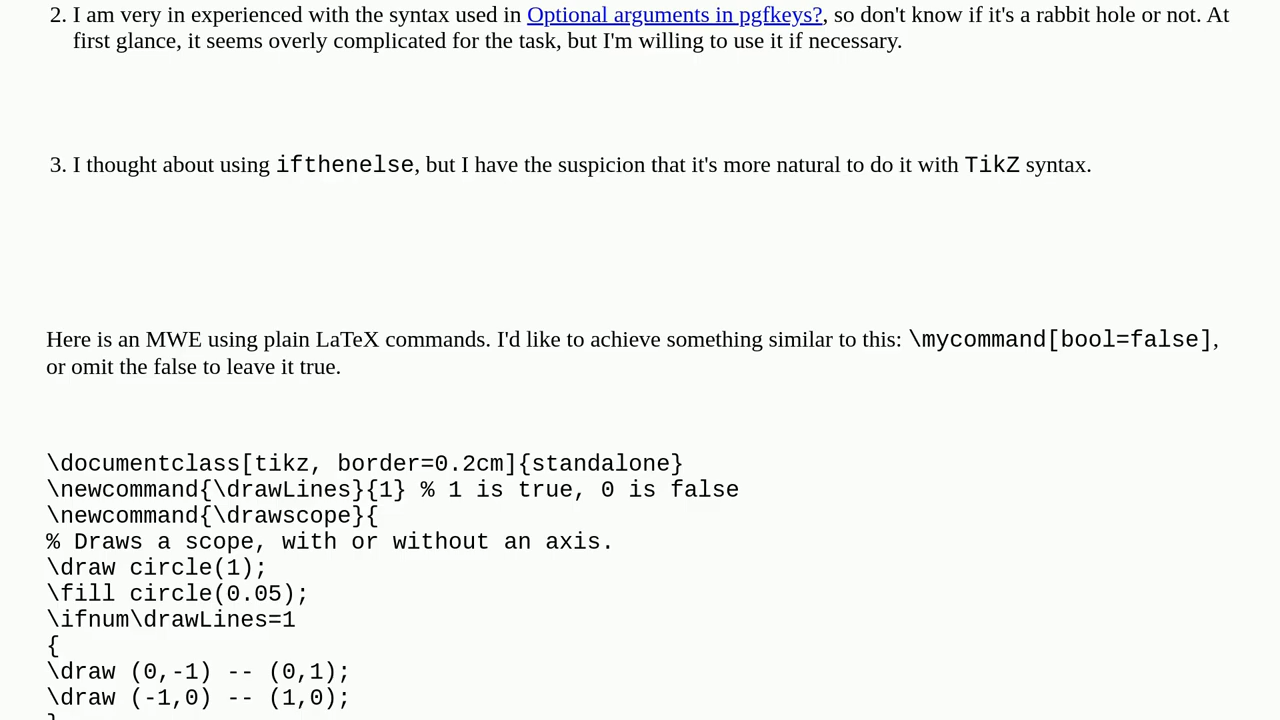 2. I am very in experienced with the syntax used in Optional arguments in pgfkeys?, so don't know if it's a rabbit hole or not. At
first glance, it seems overly complicated for the task, but I'm willing to use it if necessary.
3. I thought about using ifthenelse, but I have the suspicion that it's more natural to do it with TikZ syntax.
Here is an MWE using plain LaTeX commands. I'd like to achieve something similar to this: \mycommand[bool=false],
or omit the false to leave it true.
\documentclass[tikz, border=0.2cm]{standalone}
\newcommand{\drawLines}{1} % 1 is true, 0 is false
\newcommand{\drawscope}{
% Draws a scope, with or without an axis.
\draw circle(1);
\fill circle(0.05);
\ifnum\drawLines=1
{
\draw (0,-1) -- (0,1);
\draw (-1,0) -- (1,0);
}